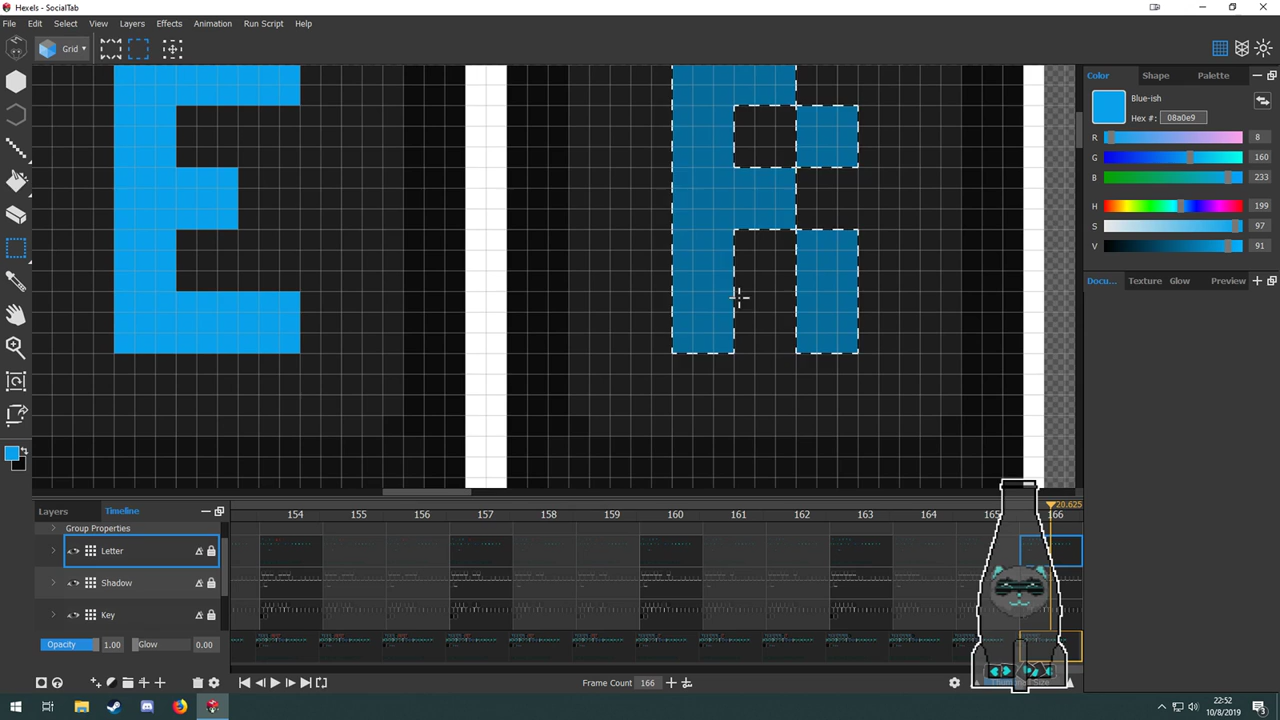 Hexels - SocialTab
File Edit Select View Layers Effects Animation Run Script Help
Grid
Color Shape Palette
Blue-ish
Hex #: 08a0e9
R 8
G 160
B 233
H 199
S 97
V 91
Docu... Texture Glow Preview
E R
Layers Timeline
154 155 156 157 158 159 160 161 162 163 164 165 166
20.625
Group Properties
Letter
Shadow
Key
Opacity 1.00 Glow 0.00
Frame Count 166
Size
22:52
10/8/2019
3